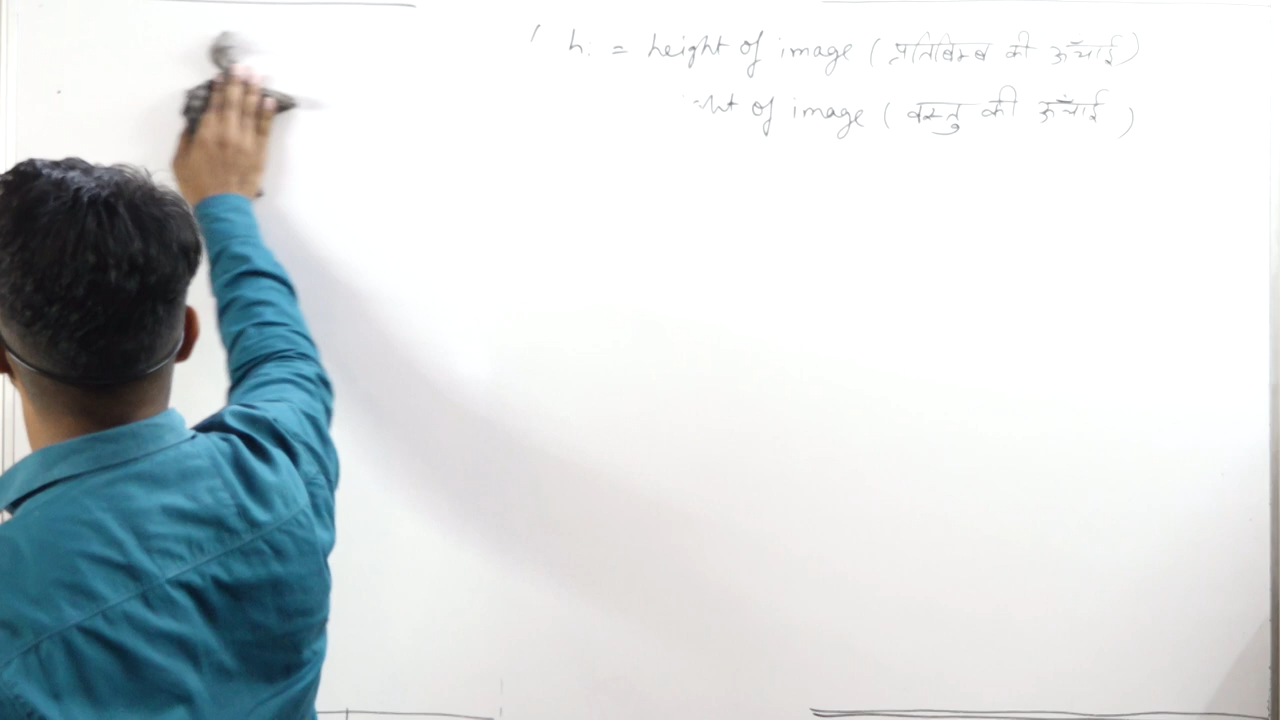 hi = height of image ( प्रतिबिम्ब की ऊँचाई )
of image ( वस्तु की ऊँचाई )